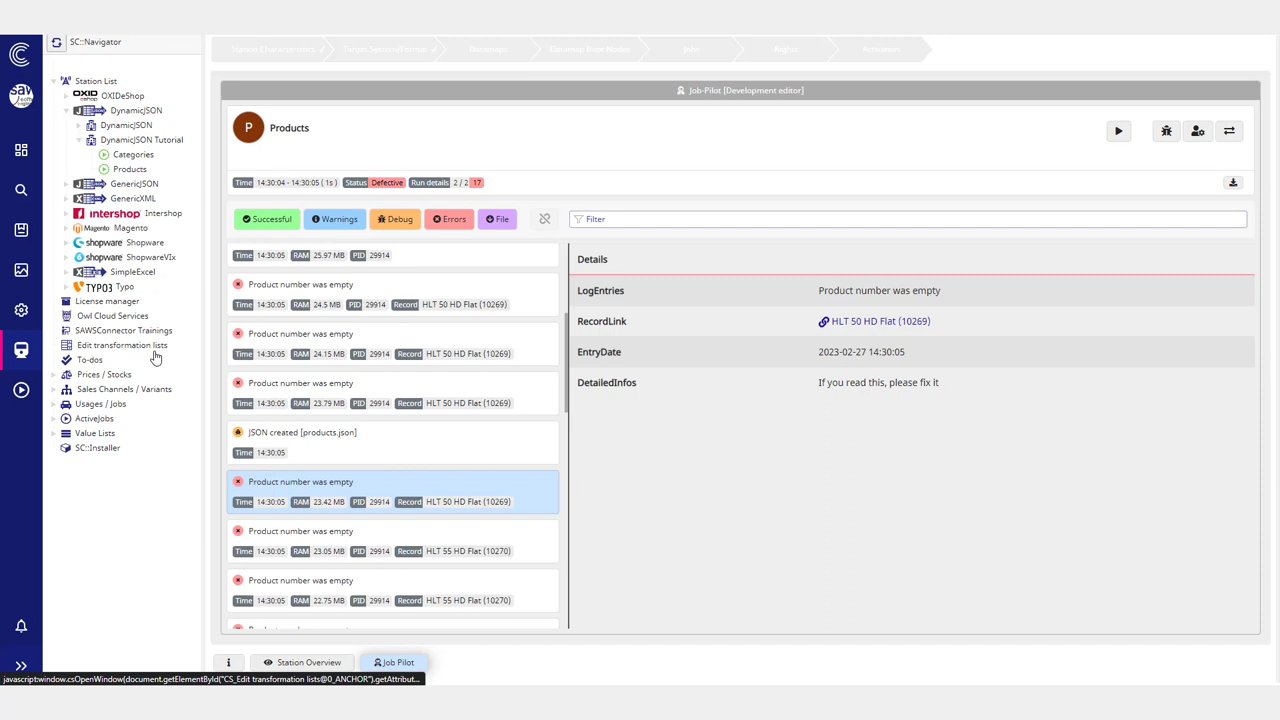 SC::Navigator
Station Characteristics ✓
Target System/Format ✓
Basemaps
Datascoop Base Nodes
Jobs
Rights
Activation
Station List
OXID eshop OXIDeShop
DynamicJSON
DynamicJSON
DynamicJSON Tutorial
Categories
Products
GenericJSON
GenericXML
intershop Intershop
Magento Magento
shopware Shopware
shopware ShopwareVIx
SimpleExcel
TYPO3 Typo
License manager
Owl Cloud Services
SAWSConnector Trainings
Edit transformation lists
To-dos
Prices / Stocks
Sales Channels / Variants
Usages / Jobs
ActiveJobs
Value Lists
SC::Installer
Job-Pilot [Development editor]
P Products
Time 14:30:04 - 14:30:05 ( 1s ) Status Defective Run details 2 / 2 17
Successful Warnings Debug Errors File Filter
Time 14:30:05 RAM 25.97 MB PID 29914
Product number was empty
Time 14:30:05 RAM 24.5 MB PID 29914 Record HLT 50 HD Flat (10269)
Product number was empty
Time 14:30:05 RAM 24.15 MB PID 29914 Record HLT 50 HD Flat (10269)
Product number was empty
Time 14:30:05 RAM 23.79 MB PID 29914 Record HLT 50 HD Flat (10269)
JSON created [products.json]
Time 14:30:05
Product number was empty
Time 14:30:05 RAM 23.42 MB PID 29914 Record HLT 50 HD Flat (10269)
Product number was empty
Time 14:30:05 RAM 23.05 MB PID 29914 Record HLT 55 HD Flat (10270)
Product number was empty
Time 14:30:05 RAM 22.75 MB PID 29914 Record HLT 55 HD Flat (10270)
Details
LogEntries Product number was empty
RecordLink HLT 50 HD Flat (10269)
EntryDate 2023-02-27 14:30:05
DetailedInfos If you read this, please fix it
Station Overview Job Pilot
javascript:window.csOpenWindow(document.getElementById("CS_Edit transformation lists@0_ANCHOR").getAttribut...